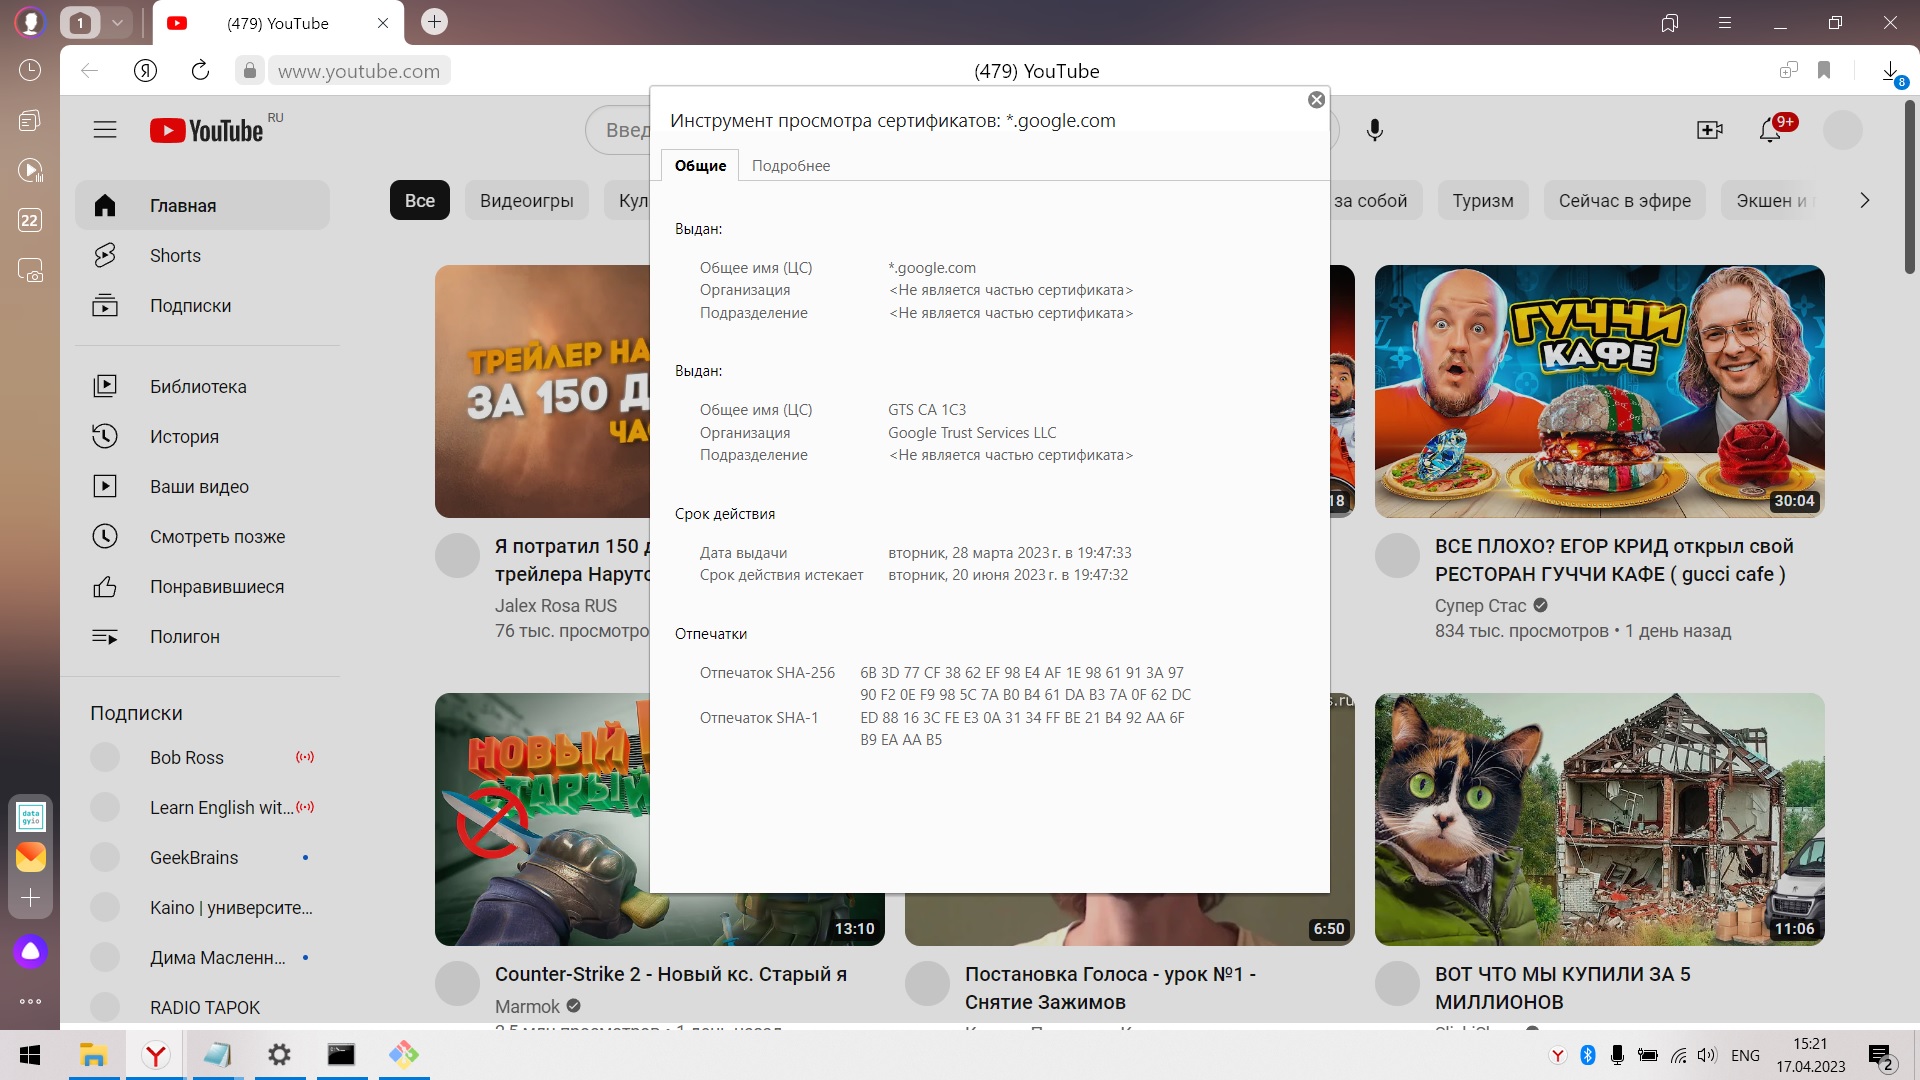 1
(479) YouTube
www.youtube.com
(479) YouTube
8
YouTube
RU
Введ
9+
22
Инструмент просмотра сертификатов: *.google.com
Общие
Подробнее
Выдан:
Общее имя (ЦС) *.google.com
Организация <Не является частью сертификата>
Подразделение <Не является частью сертификата>
Выдан:
Общее имя (ЦС) GTS CA 1C3
Организация Google Trust Services LLC
Подразделение <Не является частью сертификата>
Срок действия
Дата выдачи вторник, 28 марта 2023 г. в 19:47:33
Срок действия истекает вторник, 20 июня 2023 г. в 19:47:32
Отпечатки
Отпечаток SHA-256 6B 3D 77 CF 38 62 EF 98 E4 AF 1E 98 61 91 3A 97
90 F2 0E F9 98 5C 7A B0 B4 61 DA B3 7A 0F 62 DC
Отпечаток SHA-1 ED 88 16 3C FE E3 0A 31 34 FF BE 21 B4 92 AA 6F
B9 EA AA B5
Главная
Shorts
Подписки
Библиотека
История
Ваши видео
Смотреть позже
Понравившиеся
Полигон
Подписки
Bob Ross
Learn English wit...
GeekBrains
Kaino | университе...
Дима Масленн...
RADIO TAPOK
data
gyio
Все
Видеоигры
Кул
за собой
Туризм
Сейчас в эфире
Экшен и
ТРЕЙЛЕР НА
ЗА 150 Д
ЧА
Я потратил 150 д
трейлера Наруто
Jalex Rosa RUS
76 тыс. просмотро
18
ГУЧЧИ
КАФЕ
30:04
ВСЕ ПЛОХО? ЕГОР КРИД открыл свой
РЕСТОРАН ГУЧЧИ КАФЕ ( gucci cafe )
Супер Стас
834 тыс. просмотров • 1 день назад
НОВЫЙ
СТАРЫЙ
13:10
Counter-Strike 2 - Новый кс. Старый я
Marmok
s.ru
6:50
Постановка Голоса - урок №1 -
Снятие Зажимов
11:06
ВОТ ЧТО МЫ КУПИЛИ ЗА 5
МИЛЛИОНОВ
ENG
15:21
17.04.2023
2